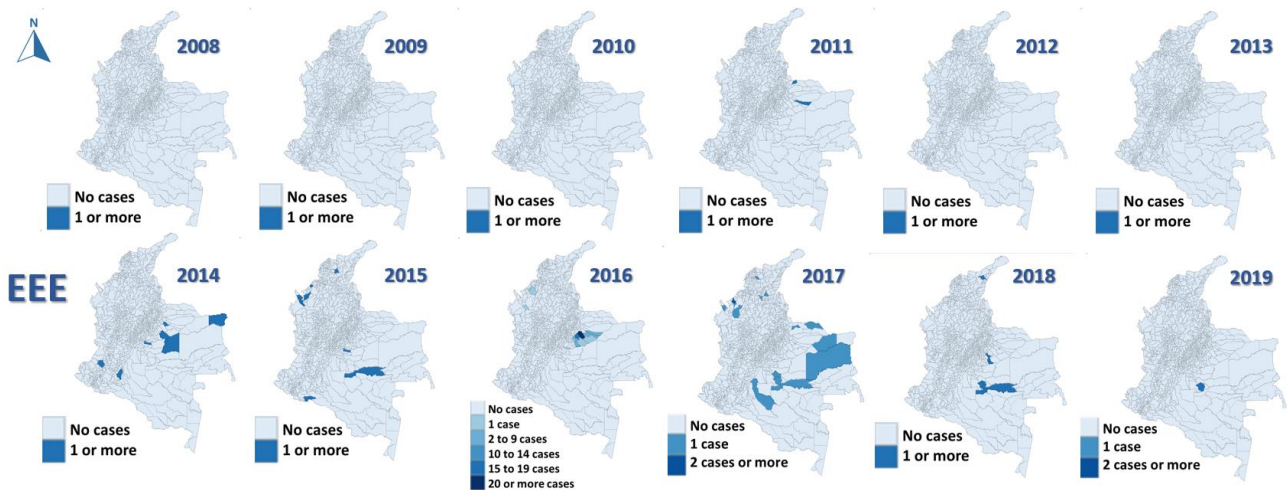 N
2008
No cases
1 or more
2009
No cases
1 or more
2010
No cases
1 or more
2011
No cases
1 or more
2012
No cases
1 or more
2013
No cases
1 or more
EEE
2014
No cases
1 or more
2015
No cases
1 or more
2016
No cases
1 case
2 to 9 cases
10 to 14 cases
15 to 19 cases
20 or more cases
2017
No cases
1 case
2 cases or more
2018
No cases
1 or more
2019
No cases
1 case
2 cases or more